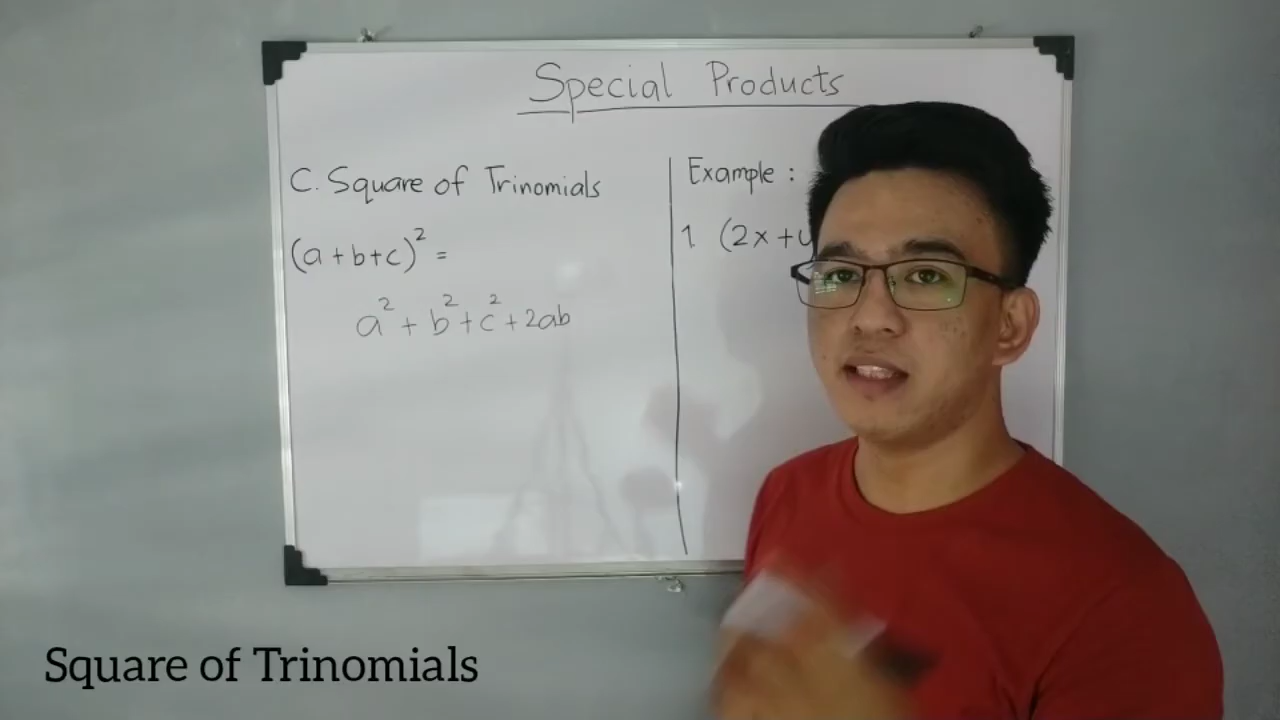 Special Products
C. Square of Trinomials
(a+b+c)² =
a² + b² + c² + 2ab
Example :
1. (2x +
Square of Trinomials